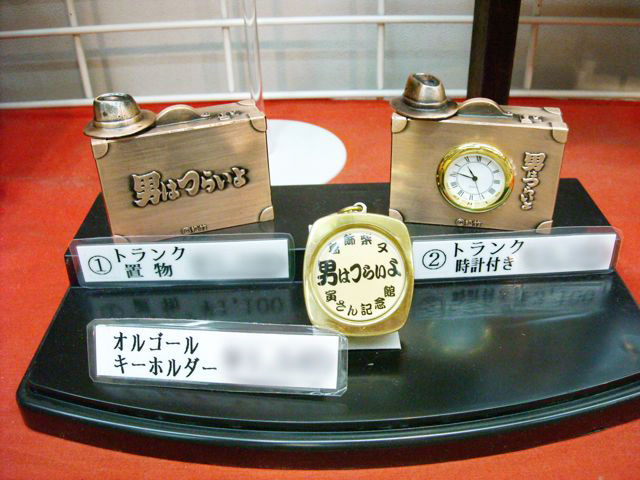 男はつらいよ
男はつらいよ
①トランク
置物
葛飾柴又
男はつらいよ
寅さん記念館
②トランク
時計付き
オルゴール
キーホルダー